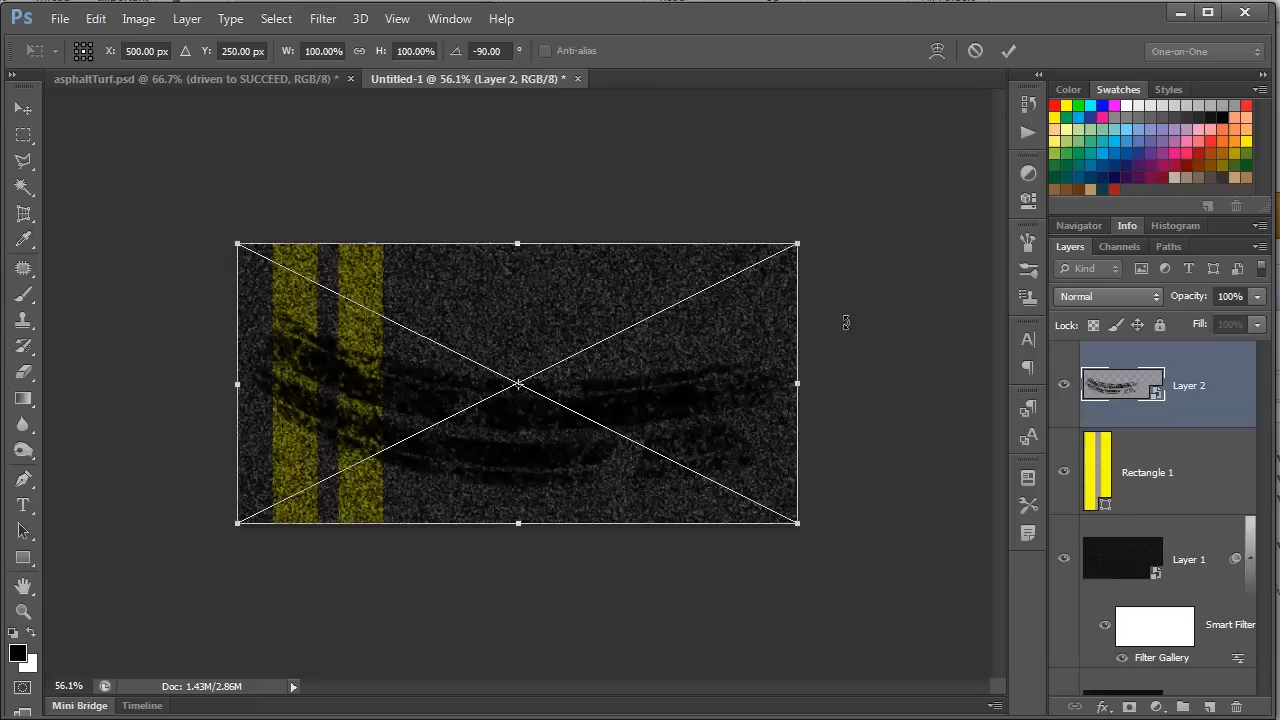 Ps File Edit Image Layer Type Select Filter 3D View Window Help
X: 500.00 px Y: 250.00 px W: 100.00% H: 100.00% -90.00 ° Anti-alias One-on-One
asphaltTurf.psd @ 66.7% (driven to SUCCEED, RGB/8) * × Untitled-1 @ 56.1% (Layer 2, RGB/8) * ×
Color Swatches Styles
Navigator Info Histogram
Layers Channels Paths
Kind
Normal Opacity: 100%
Lock: Fill: 100%
Layer 2
Rectangle 1
Layer 1
Smart Filter
Filter Gallery
56.1% Doc: 1.43M/2.86M
Mini Bridge Timeline